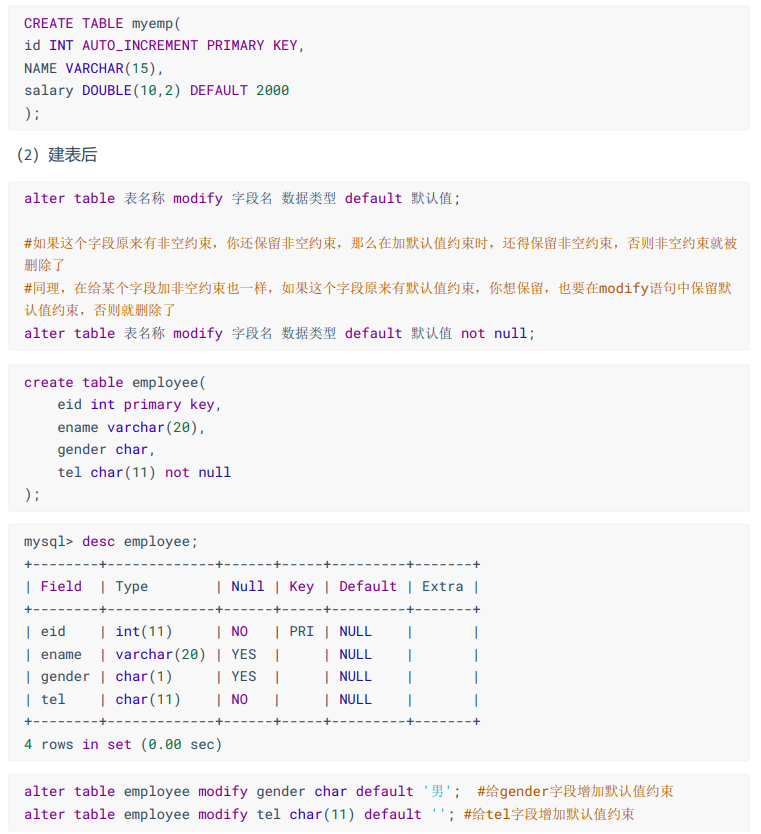 CREATE TABLE myemp(
id INT AUTO_INCREMENT PRIMARY KEY,
NAME VARCHAR(15),
salary DOUBLE(10,2) DEFAULT 2000
);
（2）建表后
alter table 表名称 modify 字段名 数据类型 default 默认值;
#如果这个字段原来有非空约束，你还保留非空约束，那么在加默认值约束时，还得保留非空约束，否则非空约束就被
删除了
#同理，在给某个字段加非空约束也一样，如果这个字段原来有默认值约束，你想保留，也要在modify语句中保留默
认值约束，否则就删除了
alter table 表名称 modify 字段名 数据类型 default 默认值 not null;
create table employee(
    eid int primary key,
    ename varchar(20),
    gender char,
    tel char(11) not null
);
mysql> desc employee;
+--------+-------------+------+-----+---------+-------+
| Field  | Type        | Null | Key | Default | Extra |
+--------+-------------+------+-----+---------+-------+
| eid    | int(11)     | NO   | PRI | NULL    |       |
| ename  | varchar(20) | YES  |     | NULL    |       |
| gender | char(1)     | YES  |     | NULL    |       |
| tel    | char(11)    | NO   |     | NULL    |       |
+--------+-------------+------+-----+---------+-------+
4 rows in set (0.00 sec)
alter table employee modify gender char default '男';  #给gender字段增加默认值约束
alter table employee modify tel char(11) default ''; #给tel字段增加默认值约束